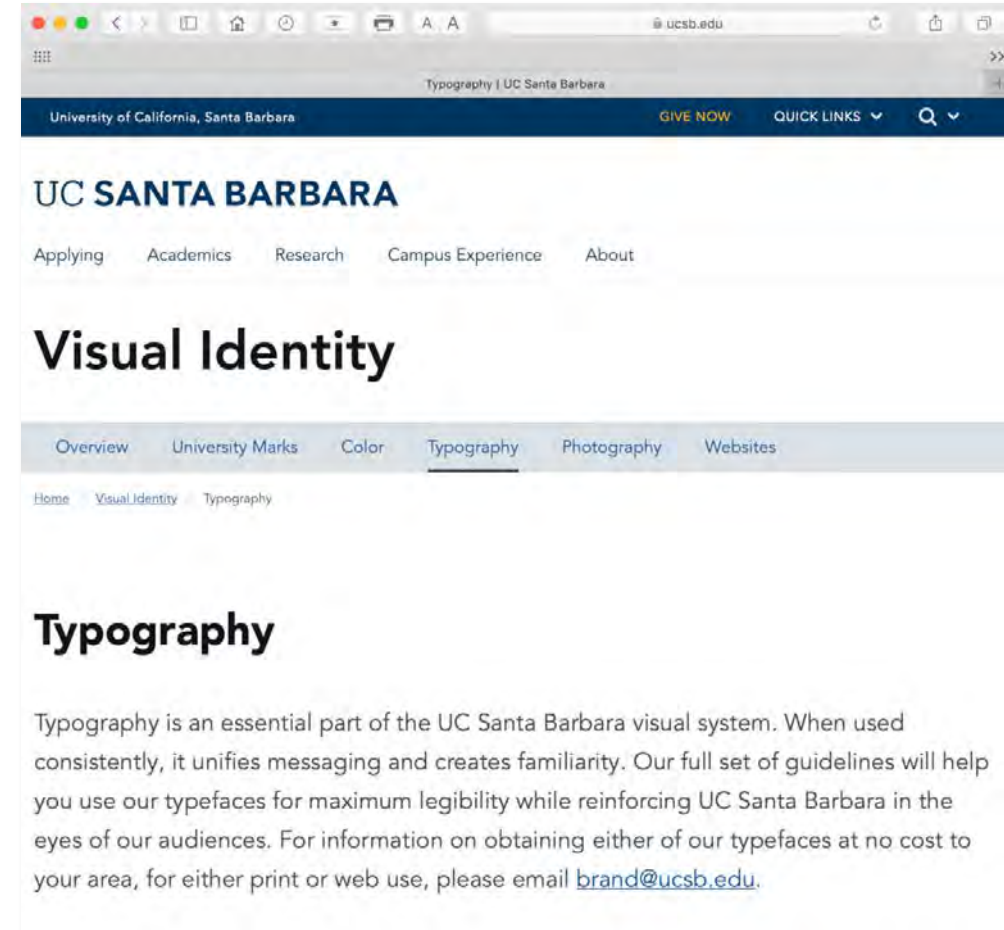 A A ucsb.edu
>>
Typography | UC Santa Barbara +
University of California, Santa Barbara GIVE NOW QUICK LINKS
UC SANTA BARBARA
Applying Academics Research Campus Experience About
Visual Identity
Overview University Marks Color Typography Photography Websites
Home Visual Identity Typography
Typography
Typography is an essential part of the UC Santa Barbara visual system. When used
consistently, it unifies messaging and creates familiarity. Our full set of guidelines will help
you use our typefaces for maximum legibility while reinforcing UC Santa Barbara in the
eyes of our audiences. For information on obtaining either of our typefaces at no cost to
your area, for either print or web use, please email brand@ucsb.edu.